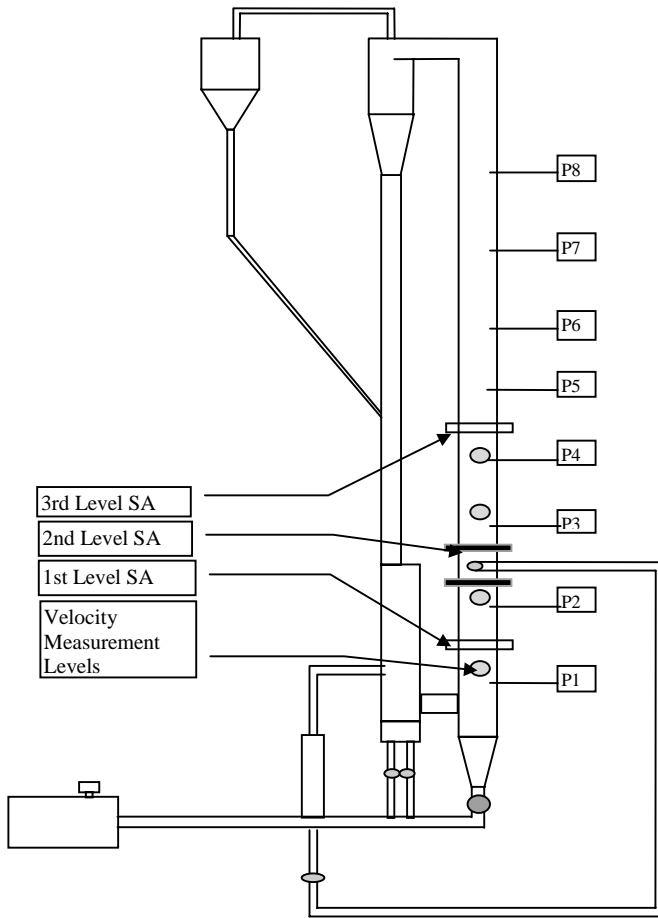 P8
P7
P6
P5
P4
3rd Level SA
P3
2nd Level SA
1st Level SA
P2
Velocity
Measurement
Levels
P1